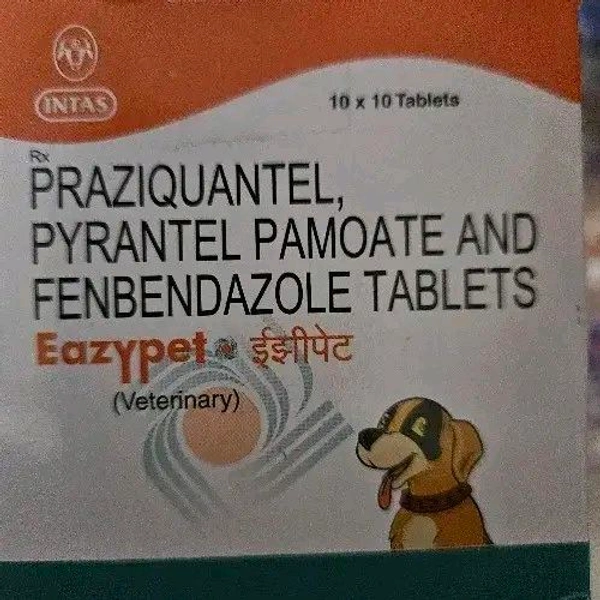 INTAS
10 x 10 Tablets
Rx
PRAZIQUANTEL,
PYRANTEL PAMOATE AND
FENBENDAZOLE TABLETS
Eazypet ईझीपेट
(Veterinary)